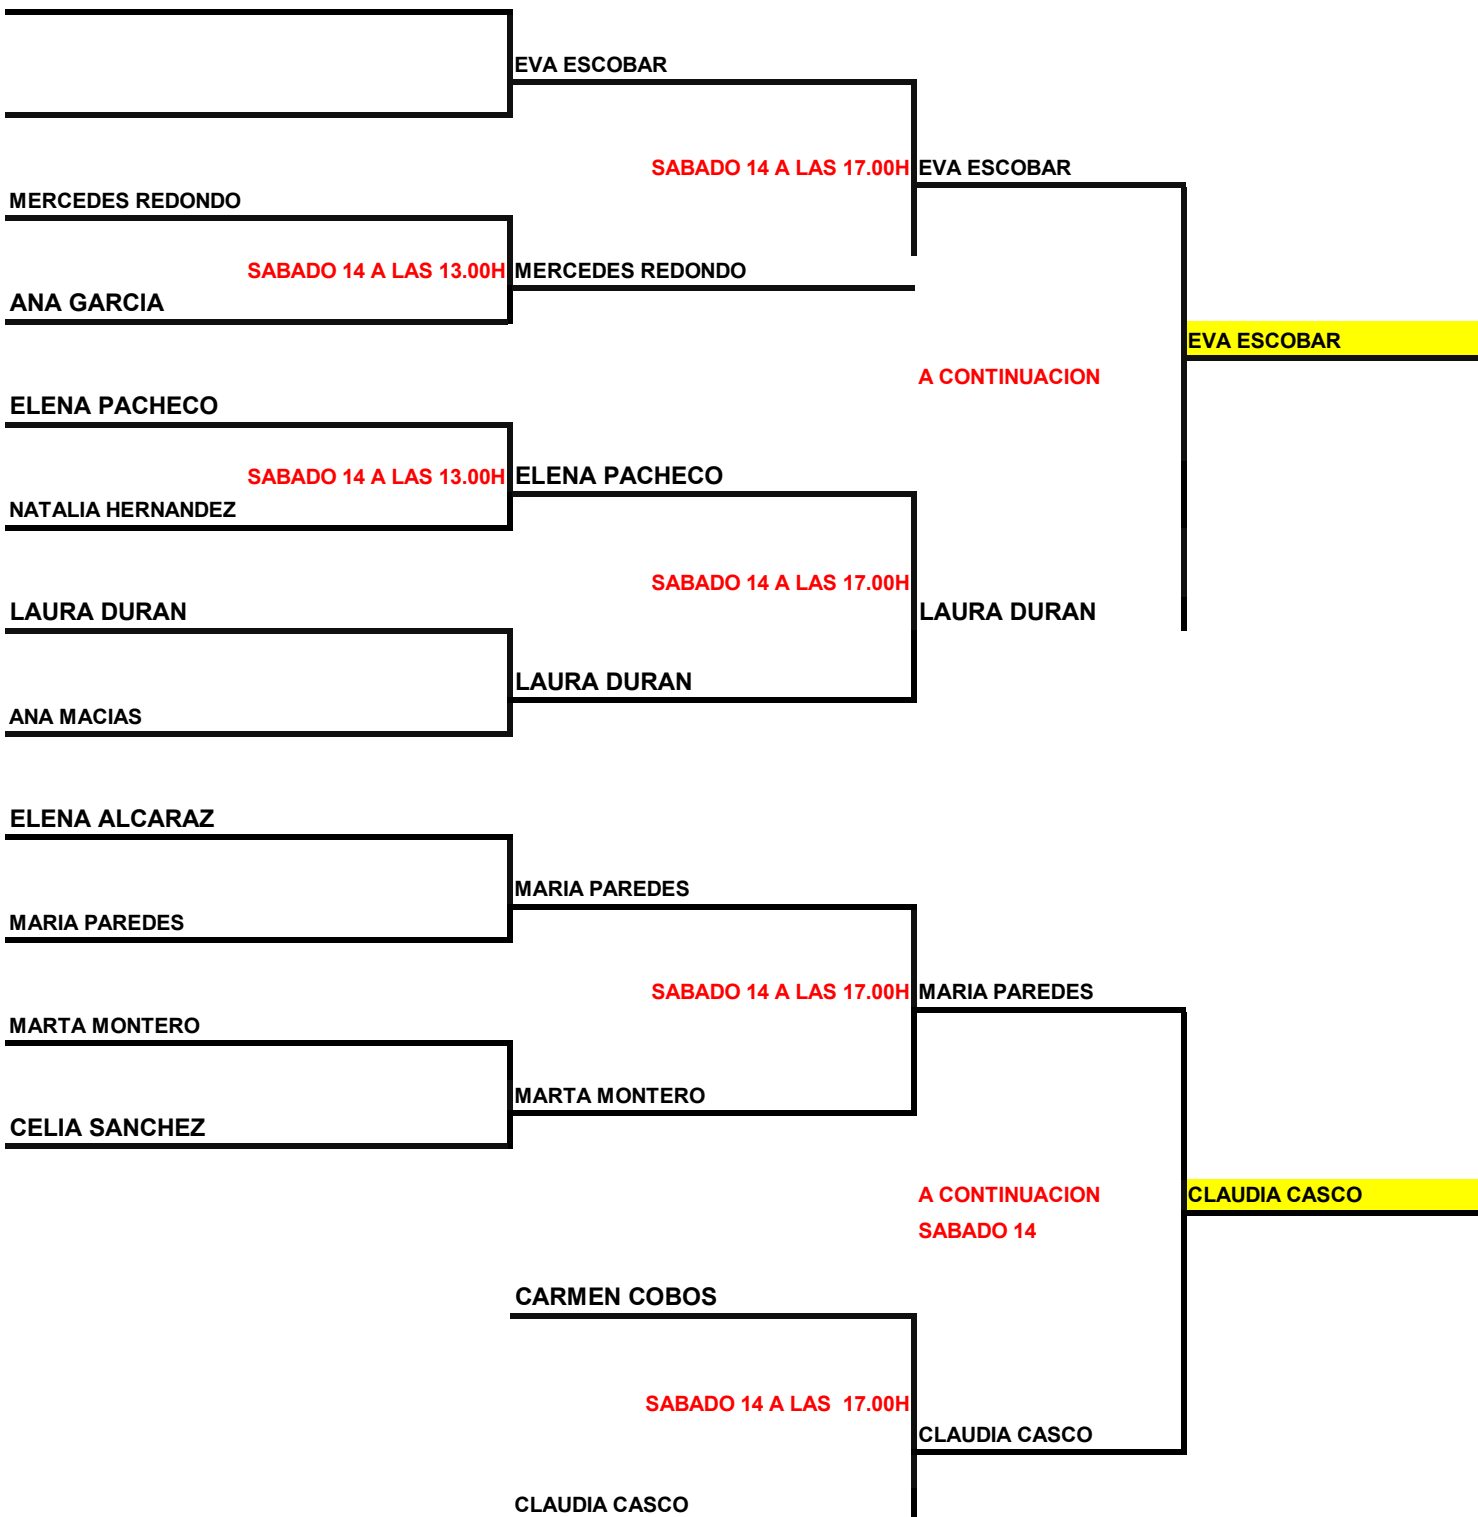 EVA ESCOBAR
SABADO 14 A LAS 17.00H EVA ESCOBAR
MERCEDES REDONDO
SABADO 14 A LAS 13.00H MERCEDES REDONDO
ANA GARCIA
EVA ESCOBAR
A CONTINUACION
ELENA PACHECO
SABADO 14 A LAS 13.00H ELENA PACHECO
NATALIA HERNANDEZ
SABADO 14 A LAS 17.00H
LAURA DURAN LAURA DURAN
LAURA DURAN
ANA MACIAS
ELENA ALCARAZ
MARIA PAREDES
MARIA PAREDES
SABADO 14 A LAS 17.00H MARIA PAREDES
MARTA MONTERO
MARTA MONTERO
CELIA SANCHEZ
A CONTINUACION CLAUDIA CASCO
SABADO 14
CARMEN COBOS
SABADO 14 A LAS 17.00H
CLAUDIA CASCO
CLAUDIA CASCO